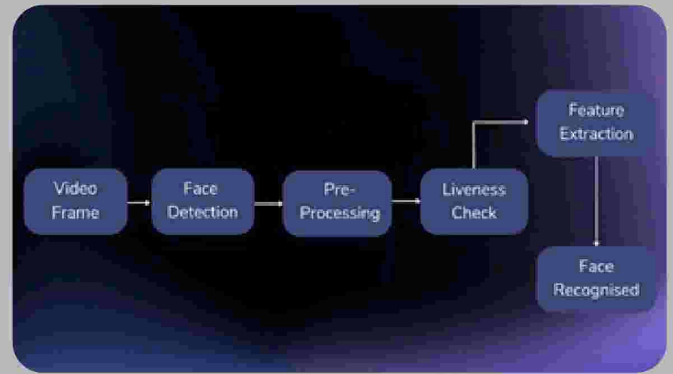 Video
Frame
Face
Detection
Pre-
Processing
Liveness
Check
Feature
Extraction
Face
Recognised